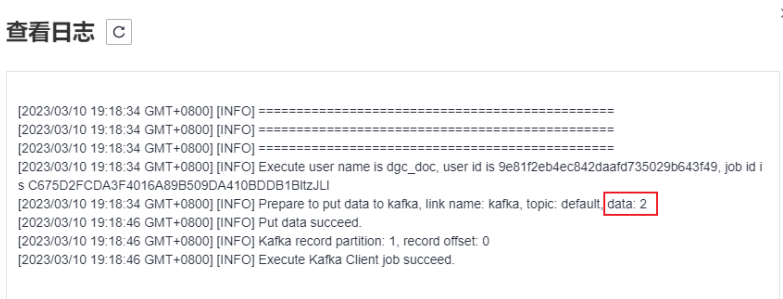 查看日志
[2023/03/10 19:18:34 GMT+0800] [INFO] ===============================================
[2023/03/10 19:18:34 GMT+0800] [INFO] ===============================================
[2023/03/10 19:18:34 GMT+0800] [INFO] ===============================================
[2023/03/10 19:18:34 GMT+0800] [INFO] Execute user name is dgc_doc, user id is 9e81f2eb4ec842daafd735029b643f49, job id i
s C675D2FCDA3F4016A89B509DA410BDDB1BltzJLI
[2023/03/10 19:18:34 GMT+0800] [INFO] Prepare to put data to kafka, link name: kafka, topic: default, data: 2
[2023/03/10 19:18:46 GMT+0800] [INFO] Put data succeed.
[2023/03/10 19:18:46 GMT+0800] [INFO] Kafka record partition: 1, record offset: 0
[2023/03/10 19:18:46 GMT+0800] [INFO] Execute Kafka Client job succeed.